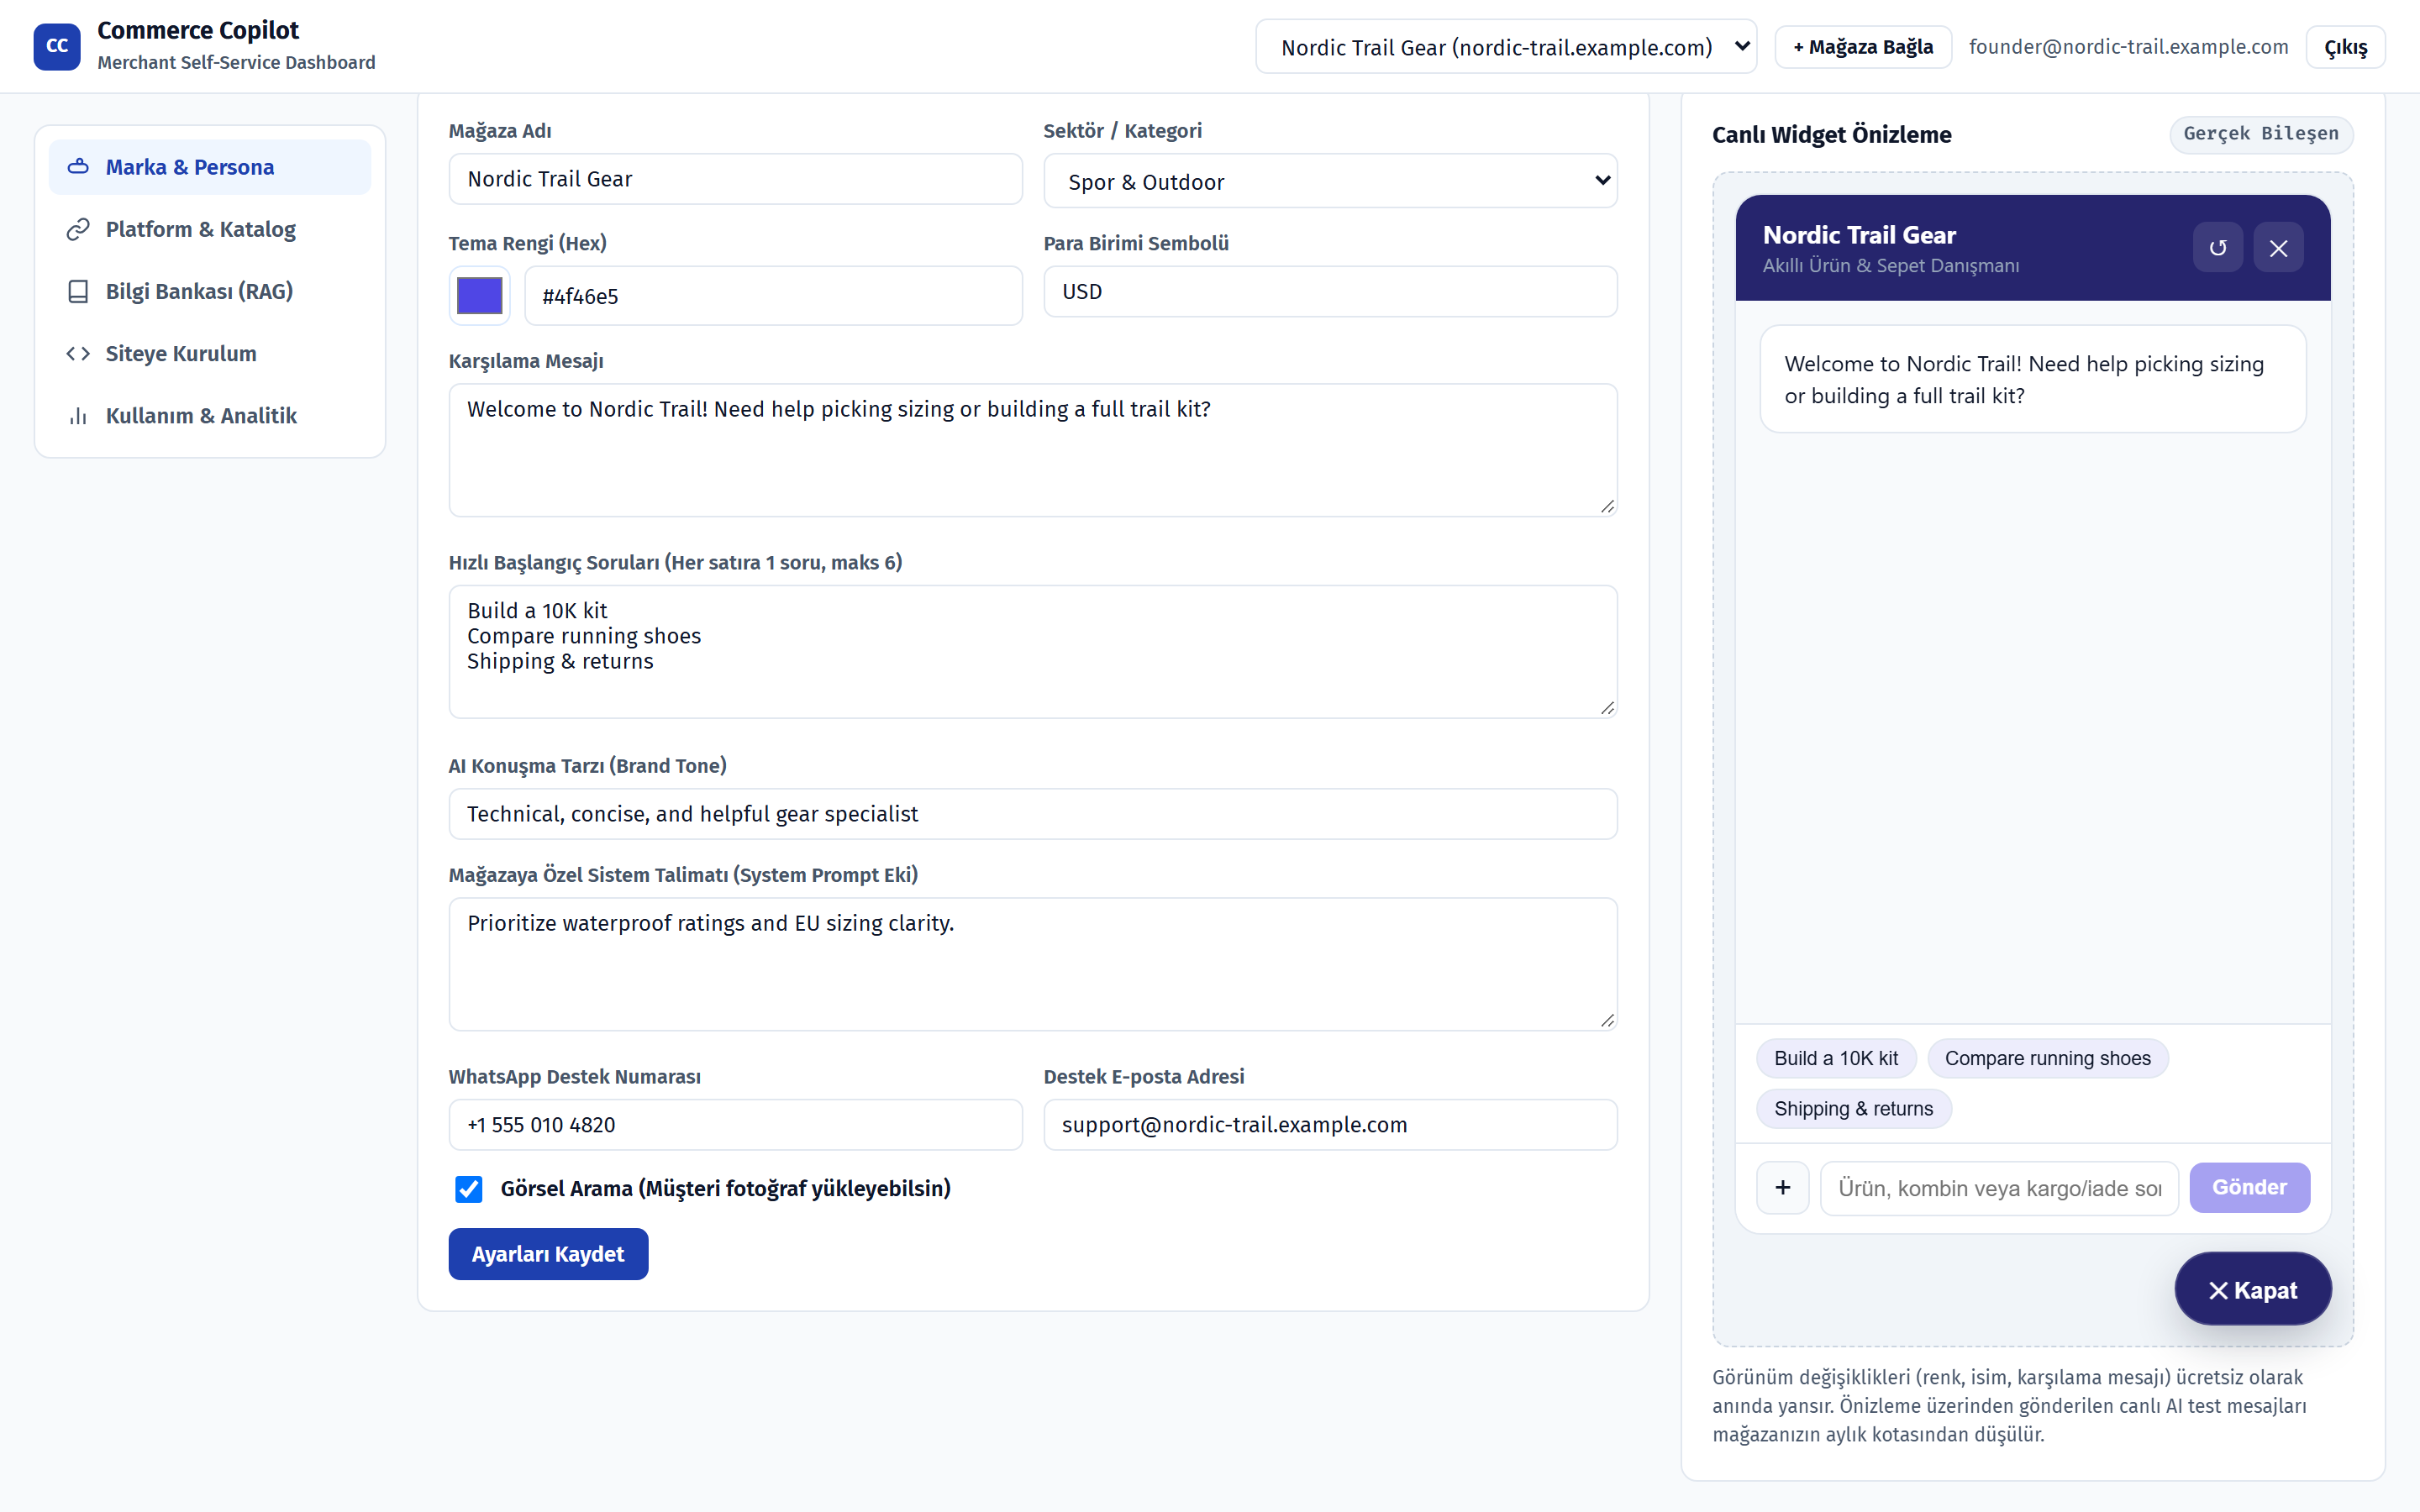 CC
Commerce Copilot
Merchant Self-Service Dashboard
Nordic Trail Gear (nordic-trail.example.com)
+ Mağaza Bağla
founder@nordic-trail.example.com
Çıkış
Marka & Persona
Platform & Katalog
Bilgi Bankası (RAG)
Siteye Kurulum
Kullanım & Analitik
Mağaza Adı
Nordic Trail Gear
Sektör / Kategori
Spor & Outdoor
Tema Rengi (Hex)
#4f46e5
Para Birimi Sembolü
USD
Karşılama Mesajı
Welcome to Nordic Trail! Need help picking sizing or building a full trail kit?
Hızlı Başlangıç Soruları (Her satıra 1 soru, maks 6)
Build a 10K kit
Compare running shoes
Shipping & returns
AI Konuşma Tarzı (Brand Tone)
Technical, concise, and helpful gear specialist
Mağazaya Özel Sistem Talimatı (System Prompt Eki)
Prioritize waterproof ratings and EU sizing clarity.
WhatsApp Destek Numarası
+1 555 010 4820
Destek E-posta Adresi
support@nordic-trail.example.com
Görsel Arama (Müşteri fotoğraf yükleyebilsin)
Ayarları Kaydet
Canlı Widget Önizleme
Gerçek Bileşen
Nordic Trail Gear
Akıllı Ürün & Sepet Danışmanı
Welcome to Nordic Trail! Need help picking sizing
or building a full trail kit?
Build a 10K kit
Compare running shoes
Shipping & returns
+
Ürün, kombin veya kargo/iade sor
Gönder
Kapat
Görünüm değişiklikleri (renk, isim, karşılama mesajı) ücretsiz olarak
anında yansır. Önizleme üzerinden gönderilen canlı AI test mesajları
mağazanızın aylık kotasından düşülür.